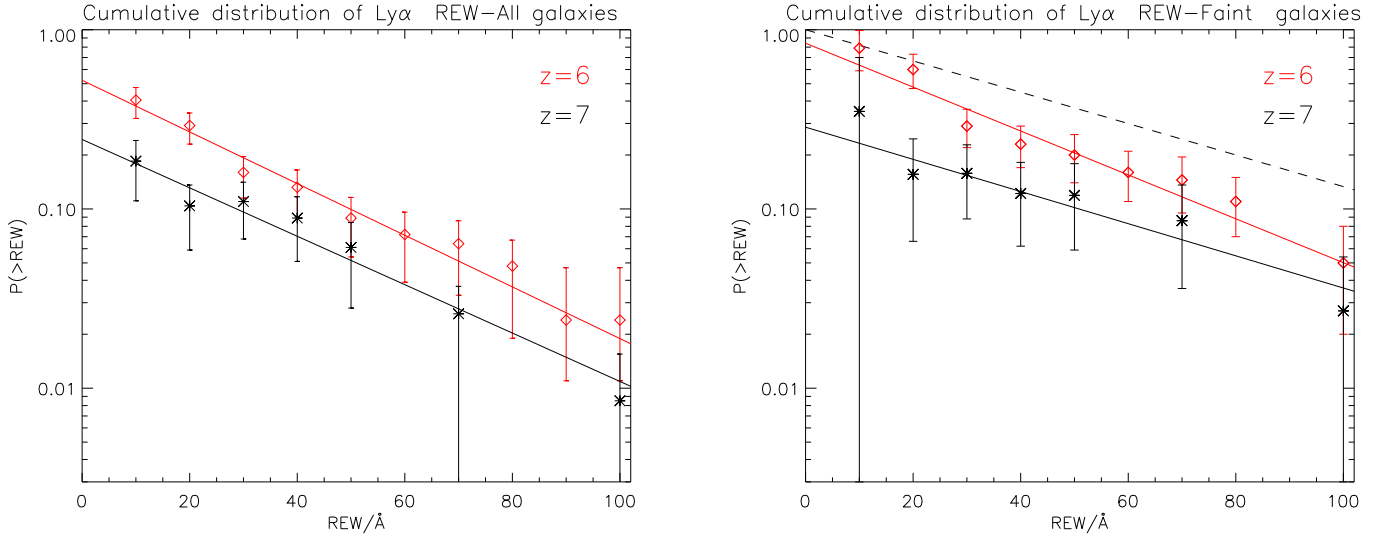 Cumulative distribution of Lyα REW-All galaxies
z=6
z=7
1.00
0.10
0.01
P(>REW)
0 20 40 60 80 100
REW/Å
Cumulative distribution of Lyα REW-Faint galaxies
z=6
z=7
1.00
0.10
0.01
P(>REW)
0 20 40 60 80 100
REW/Å